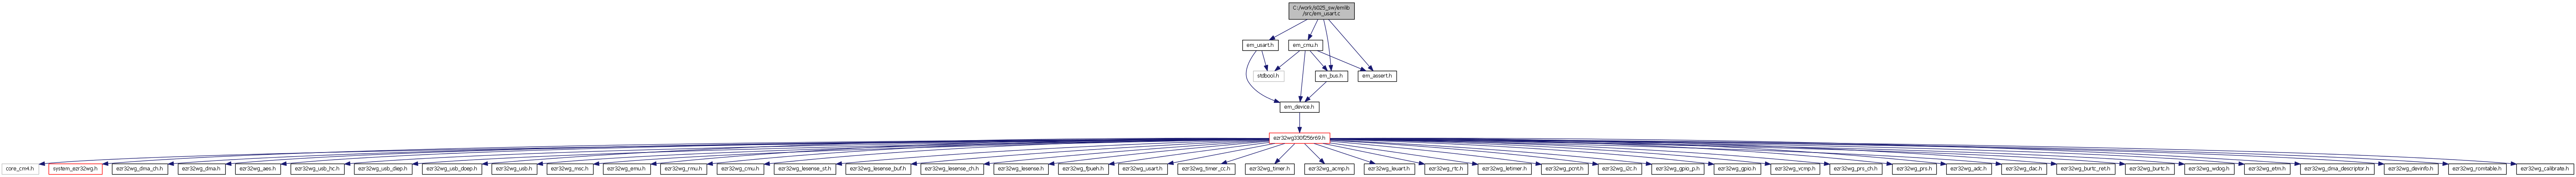 C:/work/s025_sw/emlib
/src/em_usart.c
em_usart.h
em_cmu.h
stdbool.h
em_bus.h
em_assert.h
em_device.h
ezr32wg330f256r69.h
core_cm4.h
system_ezr32wg.h
ezr32wg_dma_ch.h
ezr32wg_dma.h
ezr32wg_aes.h
ezr32wg_usb_hc.h
ezr32wg_usb_diep.h
ezr32wg_usb_doep.h
ezr32wg_usb.h
ezr32wg_msc.h
ezr32wg_emu.h
ezr32wg_rmu.h
ezr32wg_cmu.h
ezr32wg_lesense_st.h
ezr32wg_lesense_buf.h
ezr32wg_lesense_ch.h
ezr32wg_lesense.h
ezr32wg_fpueh.h
ezr32wg_usart.h
ezr32wg_timer_cc.h
ezr32wg_timer.h
ezr32wg_acmp.h
ezr32wg_leuart.h
ezr32wg_rtc.h
ezr32wg_letimer.h
ezr32wg_pcnt.h
ezr32wg_i2c.h
ezr32wg_gpio_p.h
ezr32wg_gpio.h
ezr32wg_vcmp.h
ezr32wg_prs_ch.h
ezr32wg_prs.h
ezr32wg_adc.h
ezr32wg_dac.h
ezr32wg_burtc_ret.h
ezr32wg_burtc.h
ezr32wg_wdog.h
ezr32wg_etm.h
ezr32wg_dma_descriptor.h
ezr32wg_devinfo.h
ezr32wg_romtable.h
ezr32wg_calibrate.h